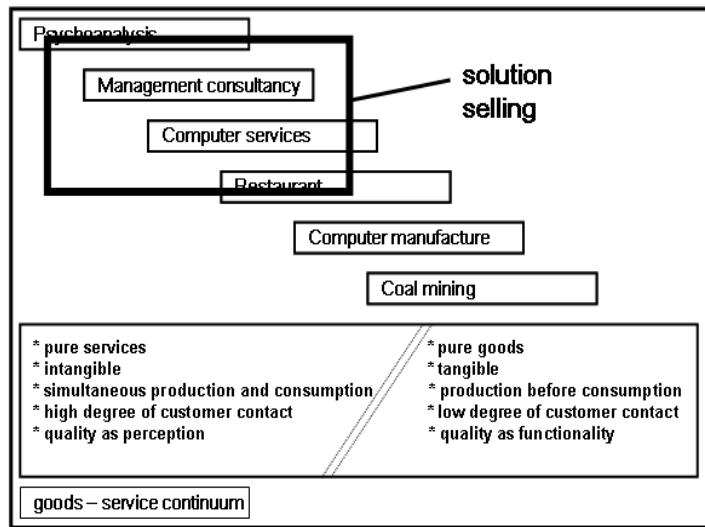 Psychoanalysis
Management consultancy
solution
selling
Computer services
Restaurant
Computer manufacture
Coal mining
* pure services
* intangible
* simultaneous production and consumption
* high degree of customer contact
* quality as perception
* pure goods
* tangible
* production before consumption
* low degree of customer contact
* quality as functionality
goods – service continuum